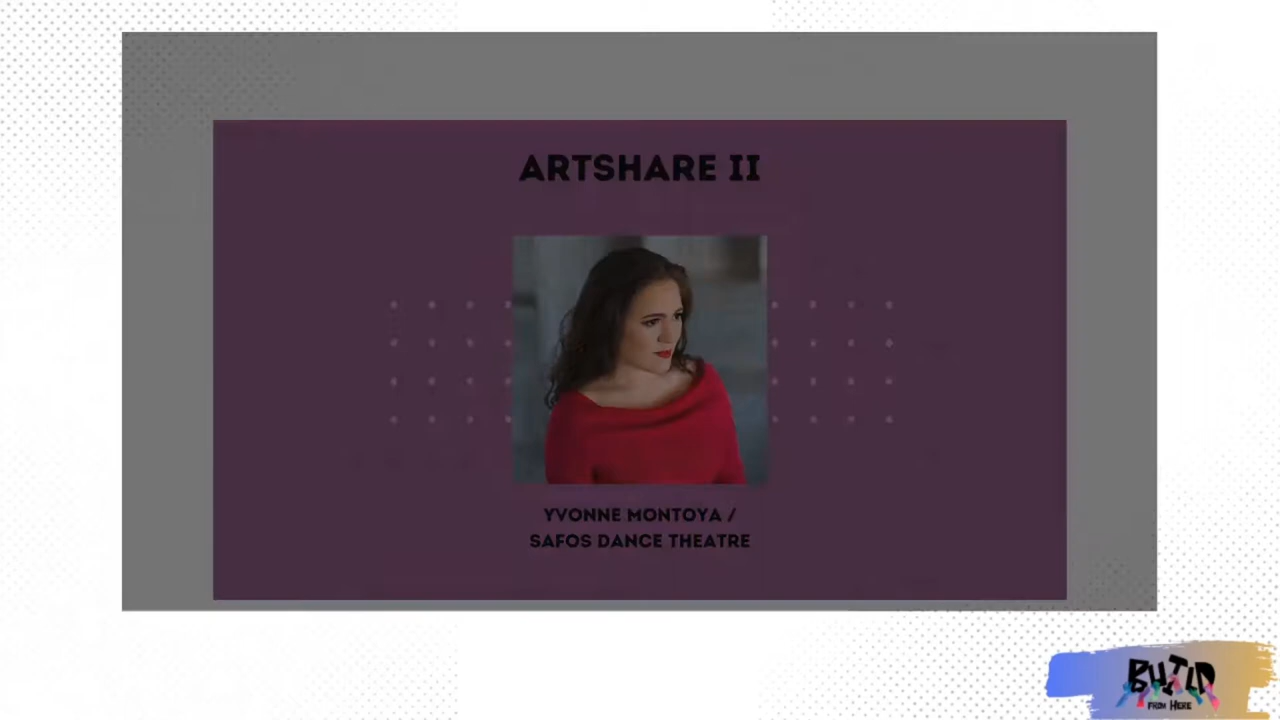 ARTSHARE II
YVONNE MONTOYA /
SAFOS DANCE THEATRE
BUILD
FROM HERE